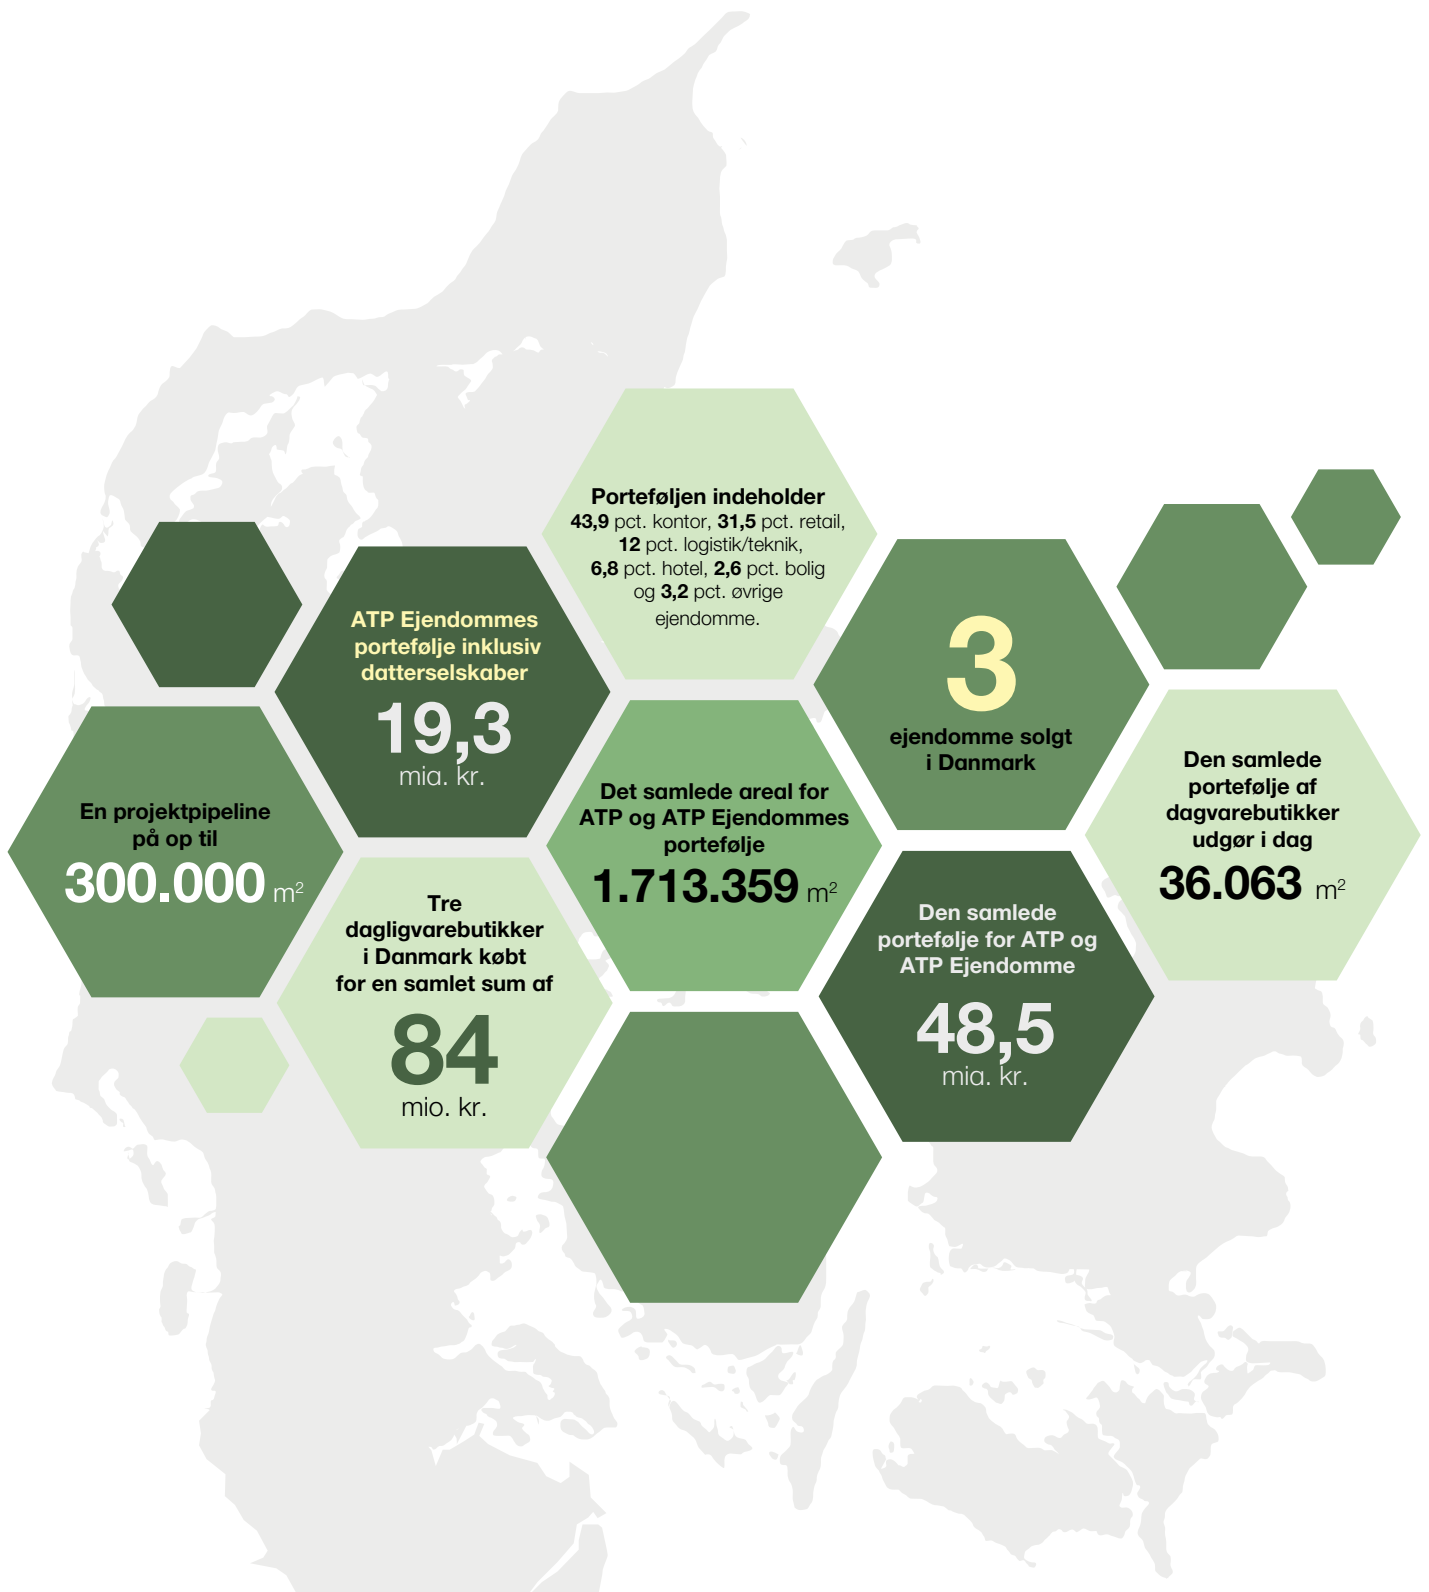 Porteføljen indeholder
43,9 pct. kontor, 31,5 pct. retail,
12 pct. logistik/teknik,
6,8 pct. hotel, 2,6 pct. bolig
og 3,2 pct. øvrige
ejendomme.
ATP Ejendommes
portefølje inklusiv
datterselskaber
19,3
mia. kr.
3
ejendomme solgt
i Danmark
En projektpipeline
på op til
300.000 m²
Det samlede areal for
ATP og ATP Ejendommes
portefølje
1.713.359 m²
Den samlede
portefølje af
dagvarebutikker
udgør i dag
36.063 m²
Tre
dagligvarebutikker
i Danmark købt
for en samlet sum af
84
mio. kr.
Den samlede
portefølje for ATP og
ATP Ejendomme
48,5
mia. kr.